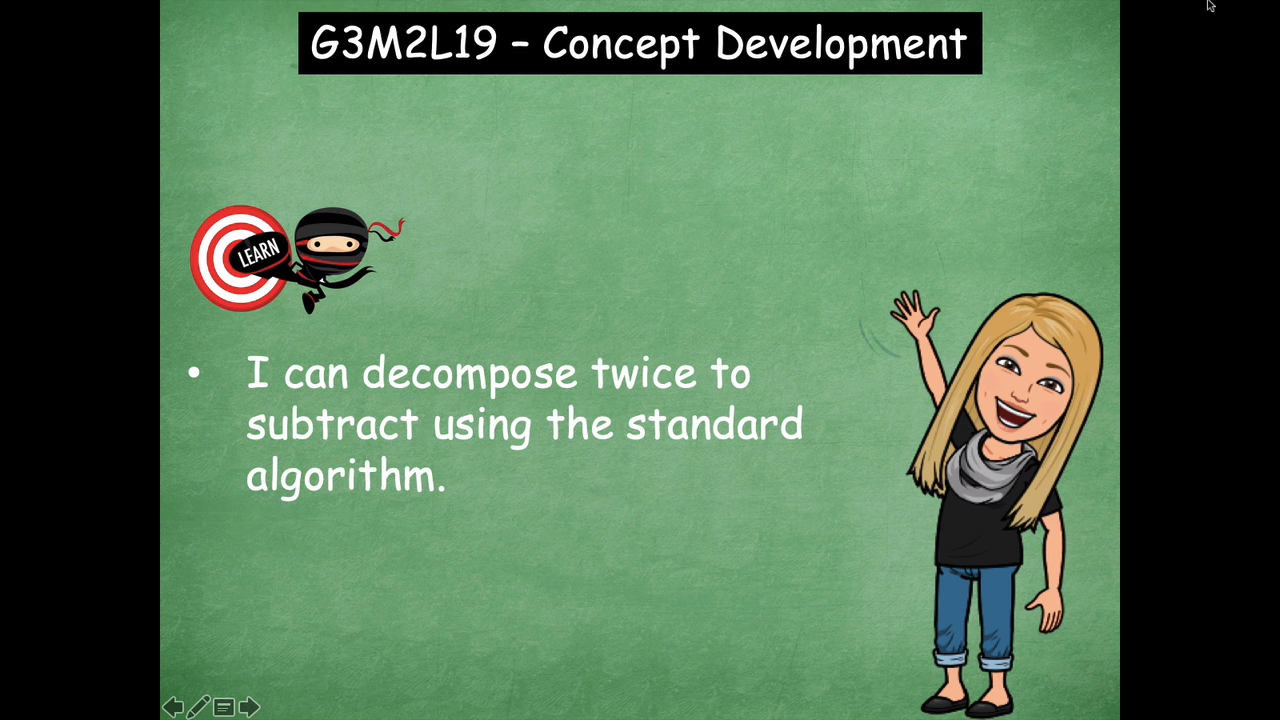 G3M2L19 – Concept Development
LEARN
• I can decompose twice to
subtract using the standard
algorithm.